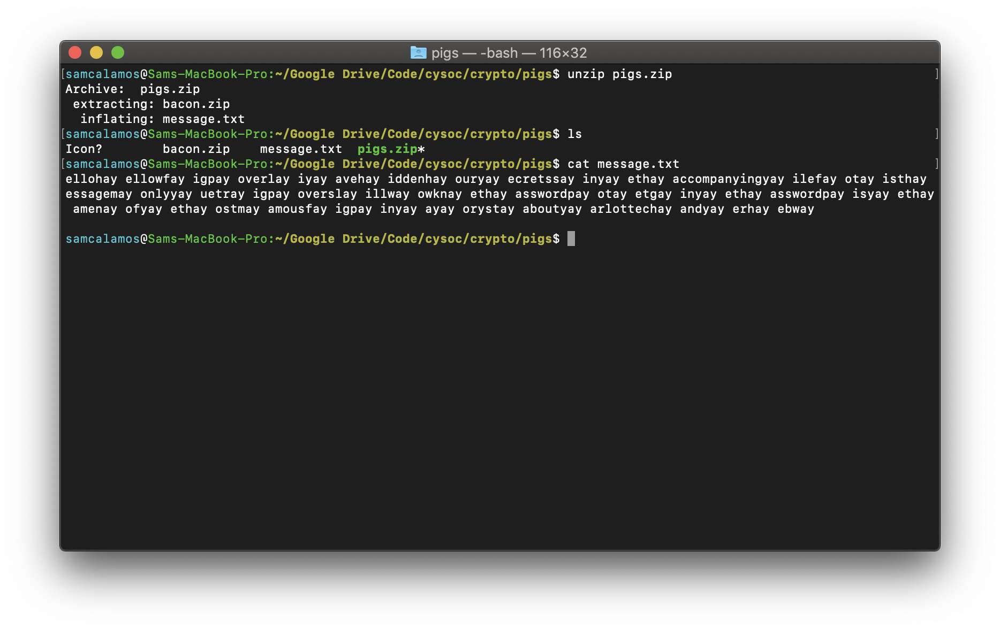 pigs — -bash — 116×32
[samcalamos@Sams-MacBook-Pro:~/Google Drive/Code/cysoc/crypto/pigs$ unzip pigs.zip ]
Archive:  pigs.zip
 extracting: bacon.zip
  inflating: message.txt
[samcalamos@Sams-MacBook-Pro:~/Google Drive/Code/cysoc/crypto/pigs$ ls ]
Icon?        bacon.zip    message.txt  pigs.zip*
[samcalamos@Sams-MacBook-Pro:~/Google Drive/Code/cysoc/crypto/pigs$ cat message.txt ]
ellohay ellowfay igpay overlay iyay avehay iddenhay ouryay ecretssay inyay ethay accompanyingyay ilefay otay isthay
essagemay onlyyay uetray igpay overslay illway owknay ethay asswordpay otay etgay inyay ethay asswordpay isyay ethay
 amenay ofyay ethay ostmay amousfay igpay inyay ayay orystay aboutyay arlottechay andyay erhay ebway
samcalamos@Sams-MacBook-Pro:~/Google Drive/Code/cysoc/crypto/pigs$